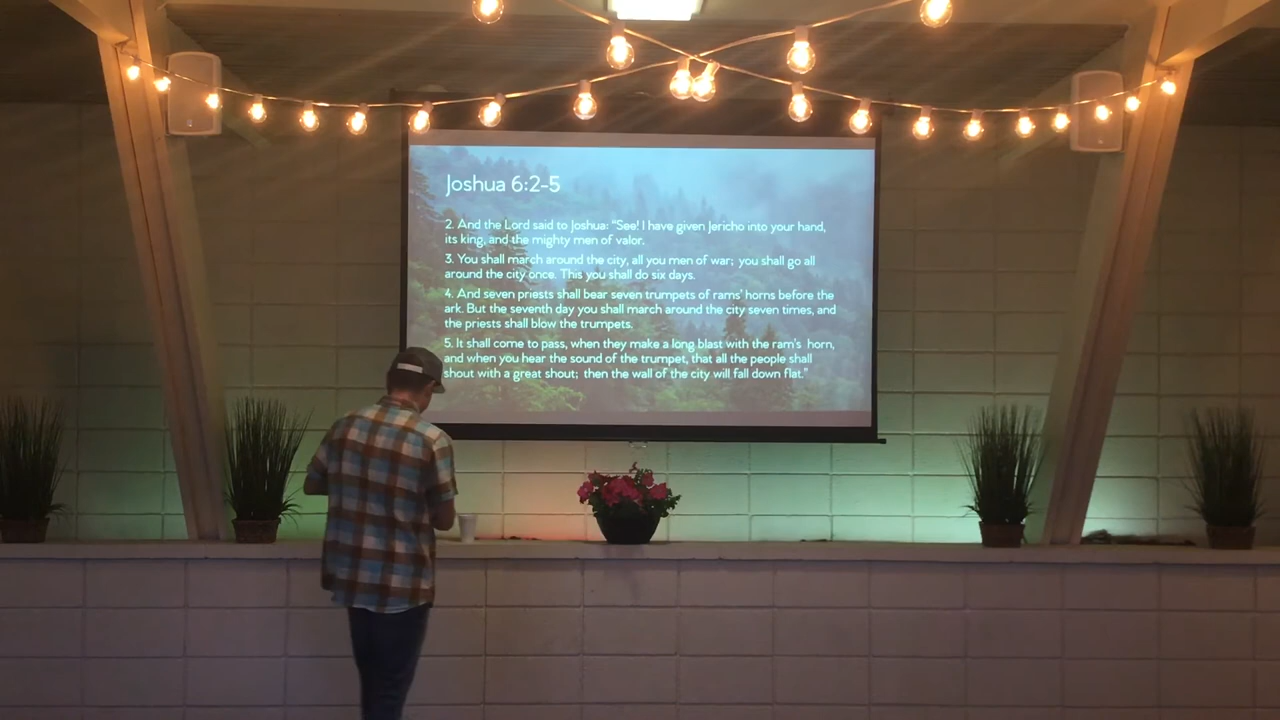 Joshua 6:2-5
2. And the Lord said to Joshua: "See! I have given Jericho into your hand,
its king, and the mighty men of valor.
3. You shall march around the city, all you men of war; you shall go all
around the city once. This you shall do six days.
4. And seven priests shall bear seven trumpets of rams' horns before the
ark. But the seventh day you shall march around the city seven times, and
the priests shall blow the trumpets.
5. It shall come to pass, when they make a long blast with the ram's horn,
and when you hear the sound of the trumpet, that all the people shall
shout with a great shout; then the wall of the city will fall down flat."